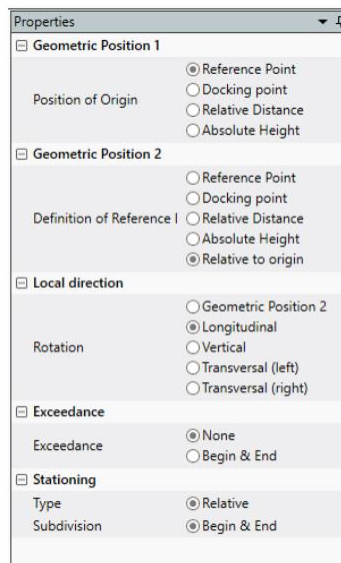 Properties
Geometric Position 1
Reference Point
Docking point
Position of Origin
Relative Distance
Absolute Height
Geometric Position 2
Reference Point
Docking point
Definition of Reference I Relative Distance
Absolute Height
Relative to origin
Local direction
Geometric Position 2
Longitudinal
Rotation Vertical
Transversal (left)
Transversal (right)
Exceedance
None
Exceedance
Begin & End
Stationing
Type Relative
Subdivision Begin & End